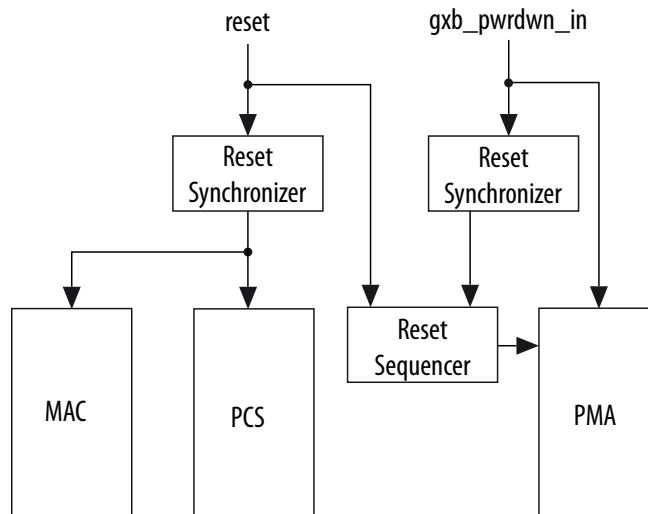 reset
gxb_pwrdwn_in
Reset
Synchronizer
Reset
Synchronizer
MAC
PCS
Reset
Sequencer
PMA